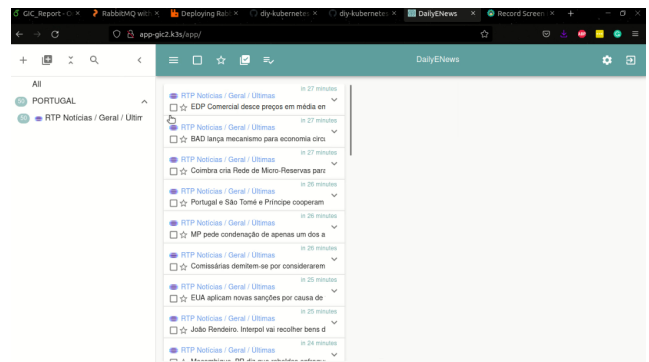 GIC_Report - O
RabbitMQ with
Deploying Rab
diy-kubernetes
diy-kubernetes
DailyENews
Record Screen
app-gic2.k3s/app/
DailyENews
All
50 PORTUGAL
50 RTP Notícias / Geral / Últim
in 27 minutes
RTP Notícias / Geral / Últimas
EDP Comercial desce preços em média em
in 27 minutes
RTP Notícias / Geral / Últimas
BAD lança mecanismo para economia circu
in 27 minutes
RTP Notícias / Geral / Últimas
Coimbra cria Rede de Micro-Reservas para
in 26 minutes
RTP Notícias / Geral / Últimas
Portugal e São Tomé e Príncipe cooperam
in 26 minutes
RTP Notícias / Geral / Últimas
MP pede condenação de apenas um dos a
in 26 minutes
RTP Notícias / Geral / Últimas
Comissárias demitem-se por considerarem
in 25 minutes
RTP Notícias / Geral / Últimas
EUA aplicam novas sanções por causa de
in 25 minutes
RTP Notícias / Geral / Últimas
João Rendeiro. Interpol vai recolher bens d
in 24 minutes
RTP Notícias / Geral / Últimas